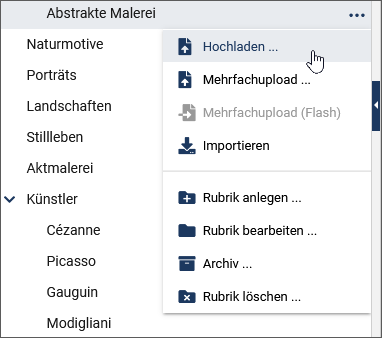 Abstrakte Malerei
Naturmotive
Hochladen ...
Porträts
Mehrfachupload ...
Landschaften
Mehrfachupload (Flash)
Stillleben
Importieren
Aktmalerei
Künstler
Rubrik anlegen ...
Cézanne
Rubrik bearbeiten ...
Picasso
Archiv ...
Gauguin
Rubrik löschen ...
Modigliani